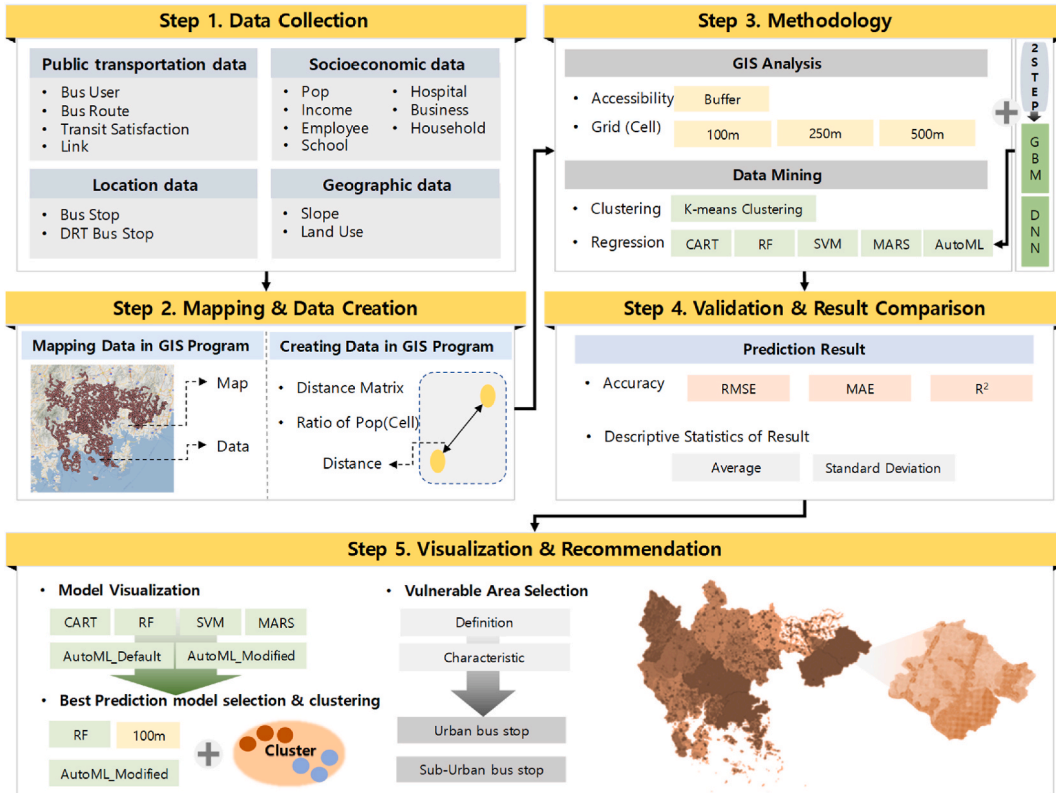 Step 1. Data Collection
Public transportation data
• Bus User
• Bus Route
• Transit Satisfaction
• Link
Socioeconomic data
• Pop
• Income
• Employee
• School
• Hospital
• Business
• Household
Location data
• Bus Stop
• DRT Bus Stop
Geographic data
• Slope
• Land Use
Step 2. Mapping & Data Creation
Mapping Data in GIS Program
Map
Data
Creating Data in GIS Program
• Distance Matrix
• Ratio of Pop(Cell)
Distance
Step 3. Methodology
GIS Analysis
• Accessibility Buffer
• Grid (Cell) 100m 250m 500m
Data Mining
• Clustering K-means Clustering
• Regression CART RF SVM MARS AutoML
2 STEP
GBM
DNN
Step 4. Validation & Result Comparison
Prediction Result
• Accuracy RMSE MAE R²
• Descriptive Statistics of Result
Average Standard Deviation
Step 5. Visualization & Recommendation
• Model Visualization
CART RF SVM MARS
AutoML_Default AutoML_Modified
• Best Prediction model selection & clustering
RF 100m
AutoML_Modified
Cluster
• Vulnerable Area Selection
Definition
Characteristic
Urban bus stop
Sub-Urban bus stop